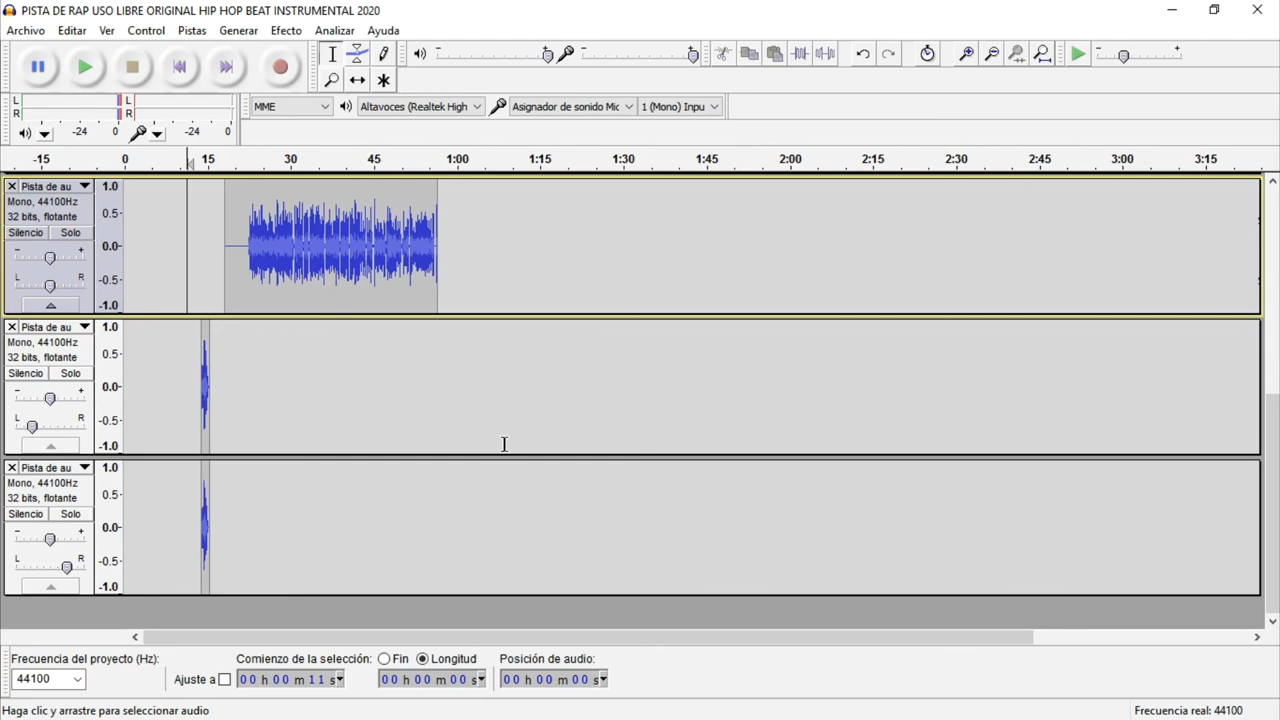 PISTA DE RAP USO LIBRE ORIGINAL HIP HOP BEAT INSTRUMENTAL 2020
Archivo Editar Ver Control Pistas Generar Efecto Analizar Ayuda
L L
R R
-24 0 -24 0
MME Altavoces (Realtek High Asignador de sonido Mic 1 (Mono) Inpu
-15 0 15 30 45 1:00 1:15 1:30 1:45 2:00 2:15 2:30 2:45 3:00 3:15
Pista de au 1.0
Mono, 44100Hz
32 bits, flotante 0.5
Silencio Solo
- + 0.0
L R -0.5
-1.0
Pista de au 1.0
Mono, 44100Hz
32 bits, flotante 0.5
Silencio Solo
- + 0.0
L R -0.5
-1.0
Pista de au 1.0
Mono, 44100Hz
32 bits, flotante 0.5
Silencio Solo
- + 0.0
L R -0.5
-1.0
Frecuencia del proyecto (Hz): Comienzo de la selección: Fin Longitud Posición de audio:
44100 Ajuste a 00 h 00 m 11 s 00 h 00 m 00 s 00 h 00 m 00 s
Haga clic y arrastre para seleccionar audio Frecuencia real: 44100